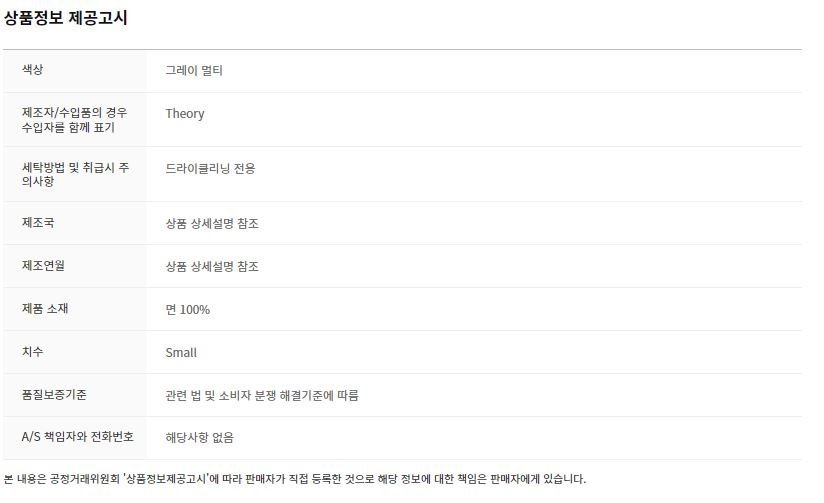 상품정보 제공고시
색상
그레이 멀티
제조자/수입품의 경우
수입자를 함께 표기
Theory
세탁방법 및 취급시 주
의사항
드라이클리닝 전용
제조국
상품 상세설명 참조
제조연월
상품 상세설명 참조
제품 소재
면 100%
치수
Small
품질보증기준
관련 법 및 소비자 분쟁 해결기준에 따름
A/S 책임자와 전화번호
해당사항 없음
본 내용은 공정거래위원회 '상품정보제공고시'에 따라 판매자가 직접 등록한 것으로 해당 정보에 대한 책임은 판매자에게 있습니다.